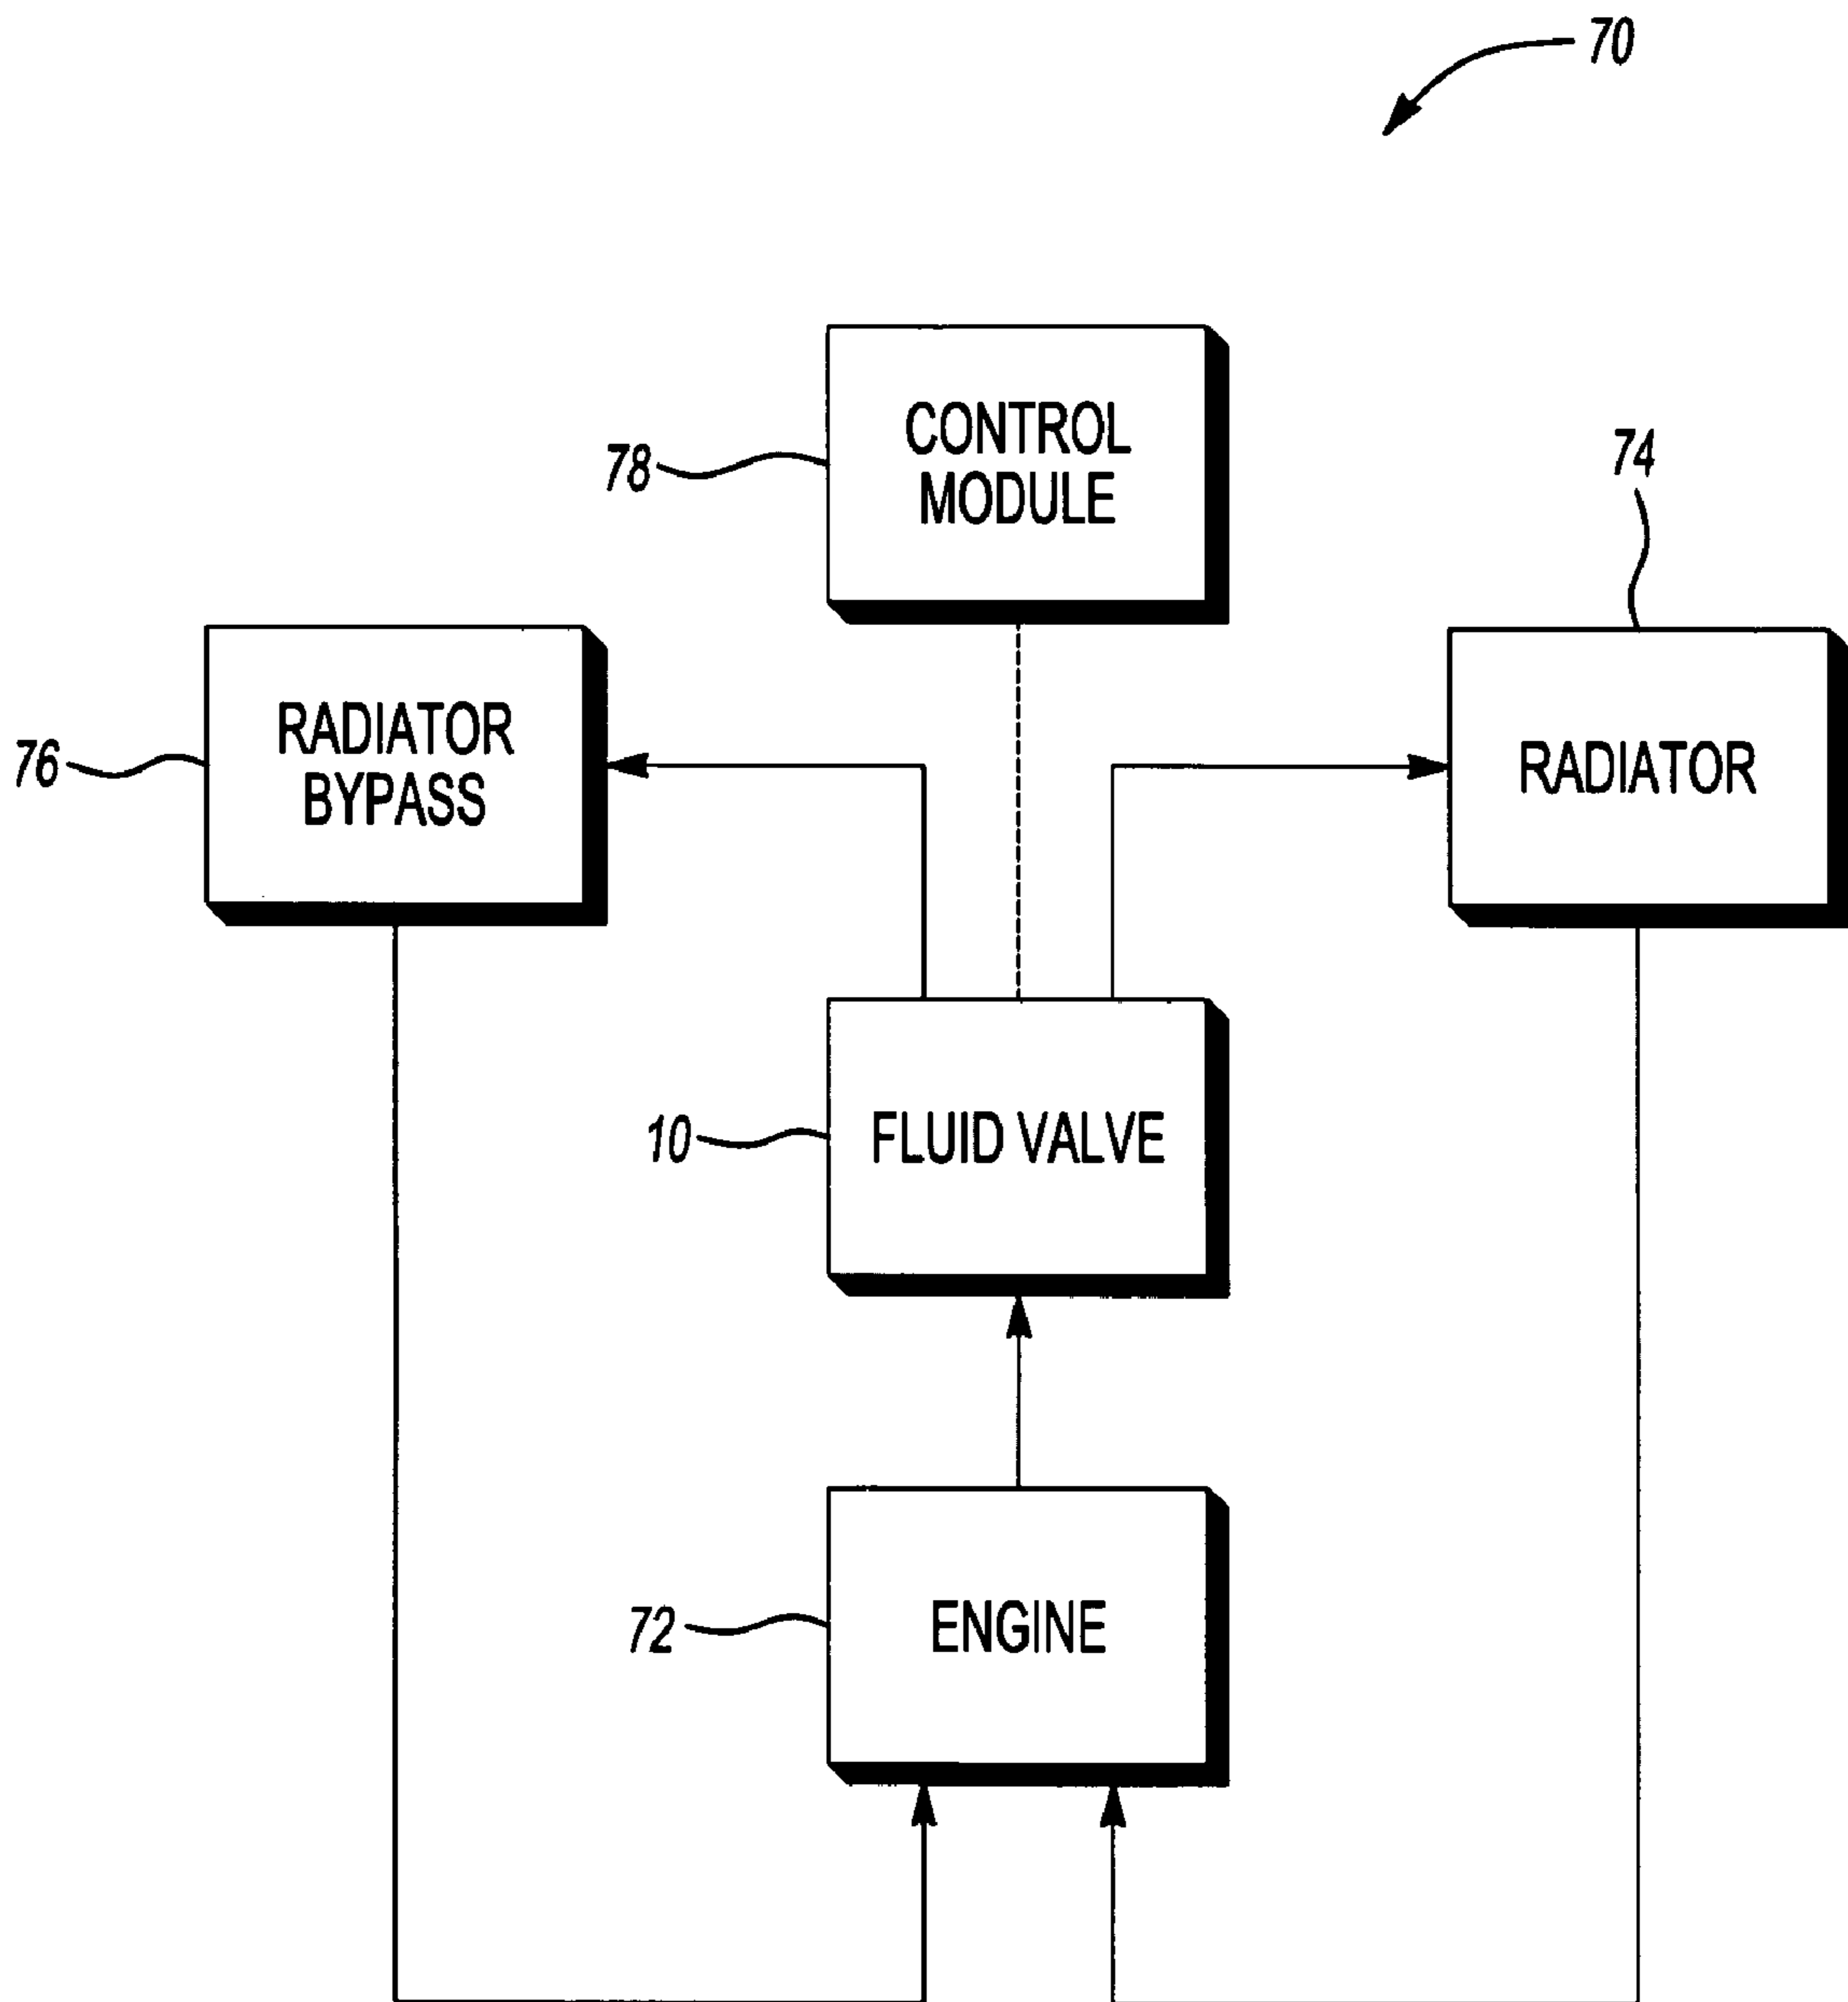 70
CONTROL
MODULE
78
74
RADIATOR
BYPASS
76
RADIATOR
10
FLUID VALVE
72
ENGINE